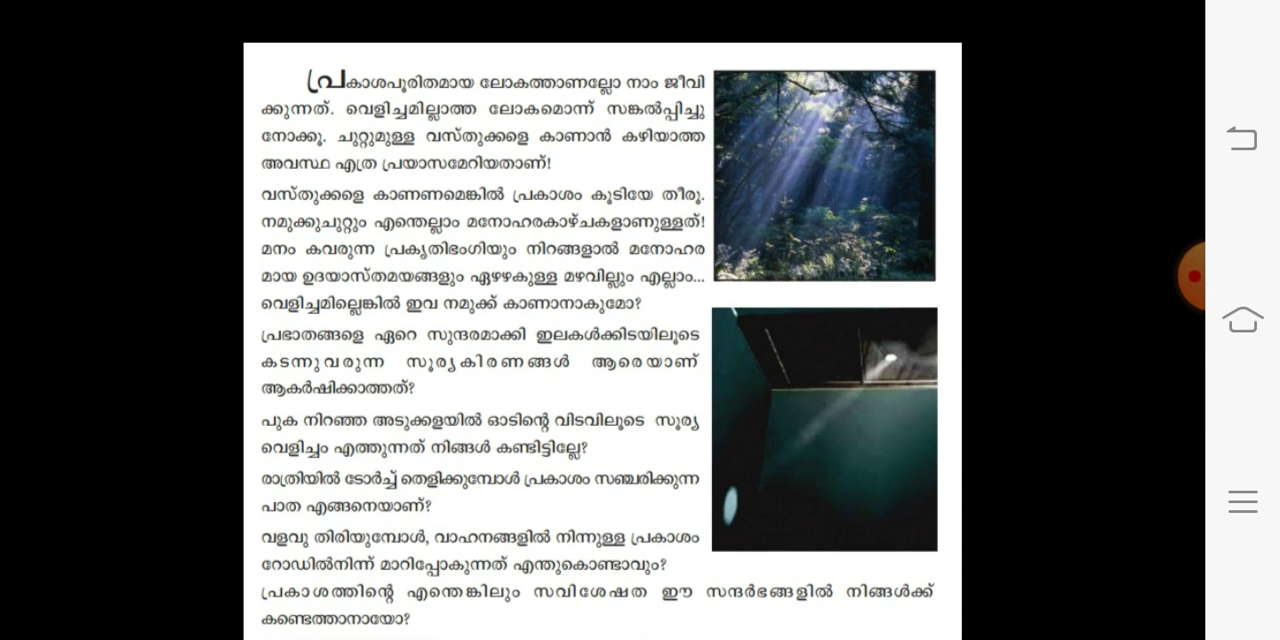 പ്രകാശപൂരിതമായ ലോകത്താണല്ലോ നാം ജീവി
ക്കുന്നത്. വെളിച്ചമില്ലാത്ത ലോകമൊന്ന് സങ്കൽപ്പിച്ചു
നോക്കൂ. ചുറ്റുമുള്ള വസ്തുക്കളെ കാണാൻ കഴിയാത്ത
അവസ്ഥ എത്ര പ്രയാസമേറിയതാണ്!
വസ്തുക്കളെ കാണണമെങ്കിൽ പ്രകാശം കൂടിയേ തീരൂ.
നമുക്കുചുറ്റും എന്തെല്ലാം മനോഹരകാഴ്ചകളാണുള്ളത്!
മനം കവരുന്ന പ്രകൃതിഭംഗിയും നിറങ്ങളാൽ മനോഹര
മായ ഉദയാസ്തമയങ്ങളും ഏഴഴകുള്ള മഴവില്ലും എല്ലാം...
വെളിച്ചമില്ലെങ്കിൽ ഇവ നമുക്ക് കാണാനാകുമോ?
പ്രഭാതങ്ങളെ ഏറെ സുന്ദരമാക്കി ഇലകൾക്കിടയിലൂടെ
കടന്നുവരുന്ന സൂര്യകിരണങ്ങൾ ആരെയാണ്
ആകർഷിക്കാത്തത്?
പുക നിറഞ്ഞ അടുക്കളയിൽ ഓടിന്റെ വിടവിലൂടെ സൂര്യ
വെളിച്ചം എത്തുന്നത് നിങ്ങൾ കണ്ടിട്ടില്ലേ?
രാത്രിയിൽ ടോർച്ച് തെളിക്കുമ്പോൾ പ്രകാശം സഞ്ചരിക്കുന്ന
പാത എങ്ങനെയാണ്?
വളവു തിരിയുമ്പോൾ, വാഹനങ്ങളിൽ നിന്നുള്ള പ്രകാശം
റോഡിൽനിന്ന് മാറിപ്പോകുന്നത് എന്തുകൊണ്ടാവും?
പ്രകാശത്തിന്റെ എന്തെങ്കിലും സവിശേഷത ഈ സന്ദർഭങ്ങളിൽ നിങ്ങൾക്ക്
കണ്ടെത്താനായോ?